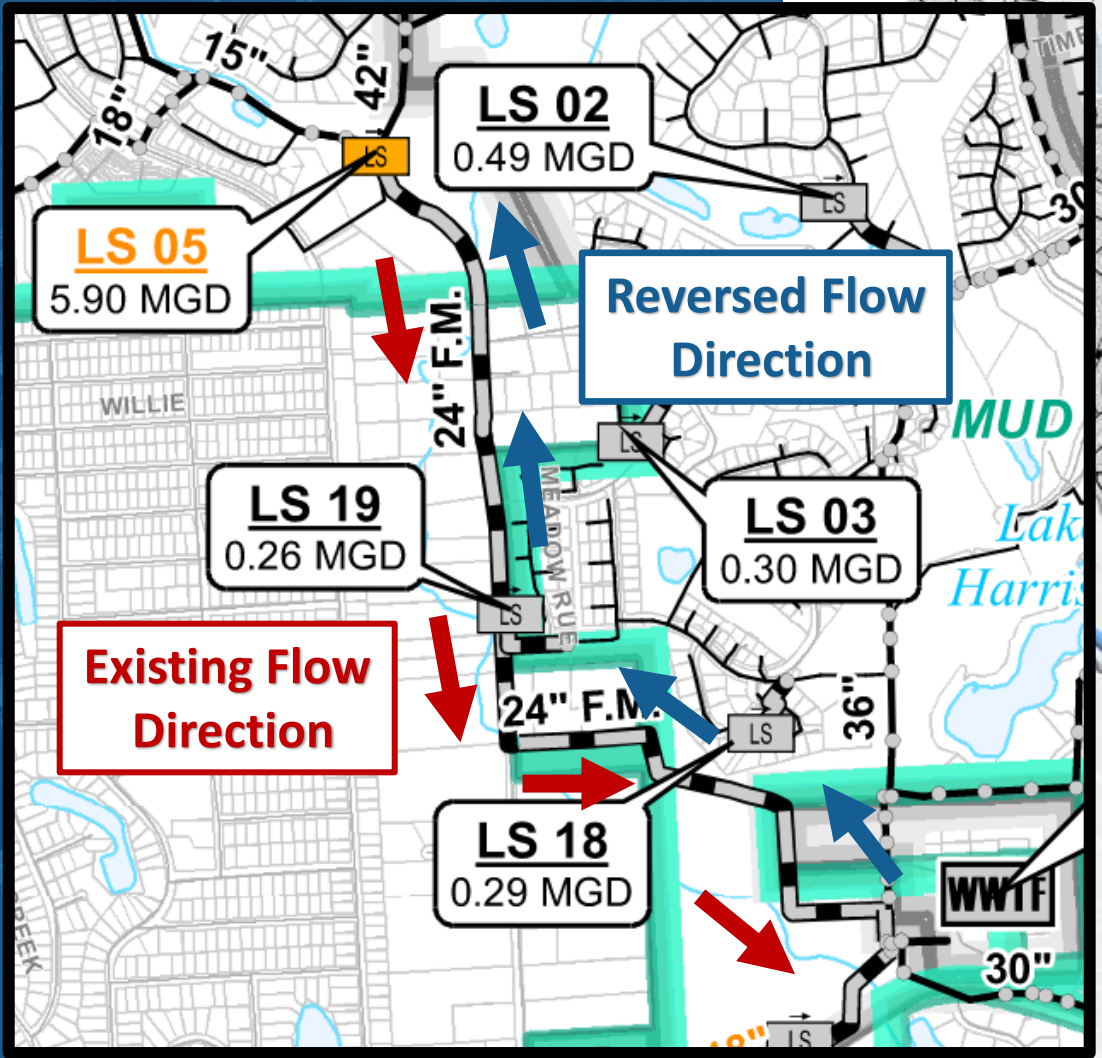 15"
42"
18"
LS
LS 02
0.49 MGD
LS
LS 05
5.90 MGD
24" F.M.
Reversed Flow
Direction
WILLIE
LS
MUD
LS 19
0.26 MGD
MEADOW RUE
LS 03
0.30 MGD
LS
Existing Flow
Direction
24" F.M.
LS
36"
LS 18
0.29 MGD
WWTF
30"
LS